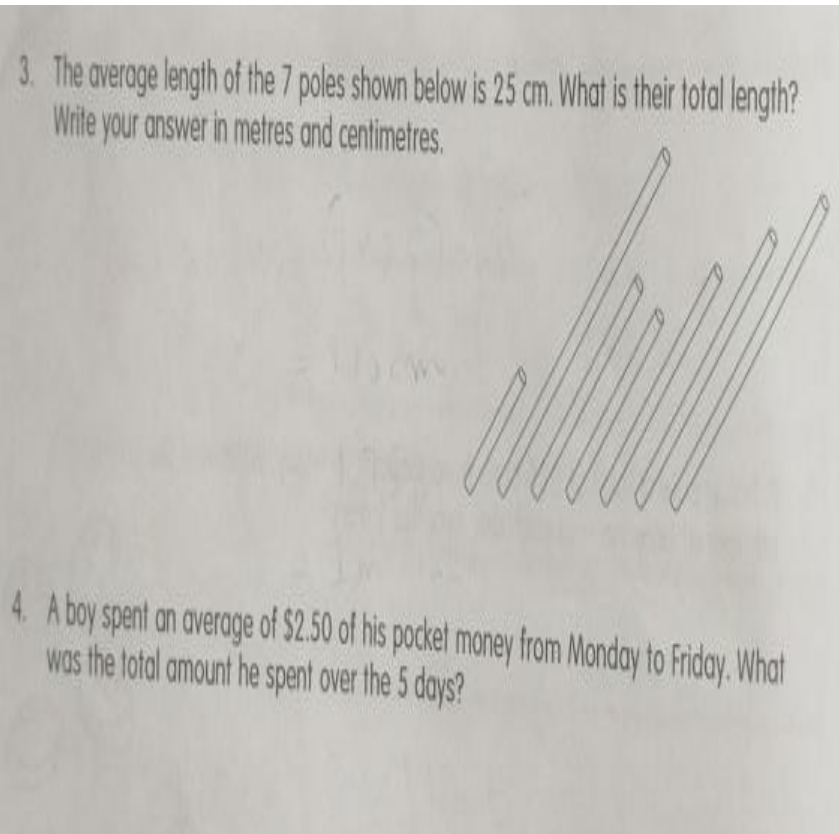 3. The average length of the 7 poles shown below is 25 cm. What is their total length?
Write your answer in metres and centimetres.
4. A boy spent an average of $2.50 of his pocket money from Monday to Friday. What
was the total amount he spent over the 5 days?